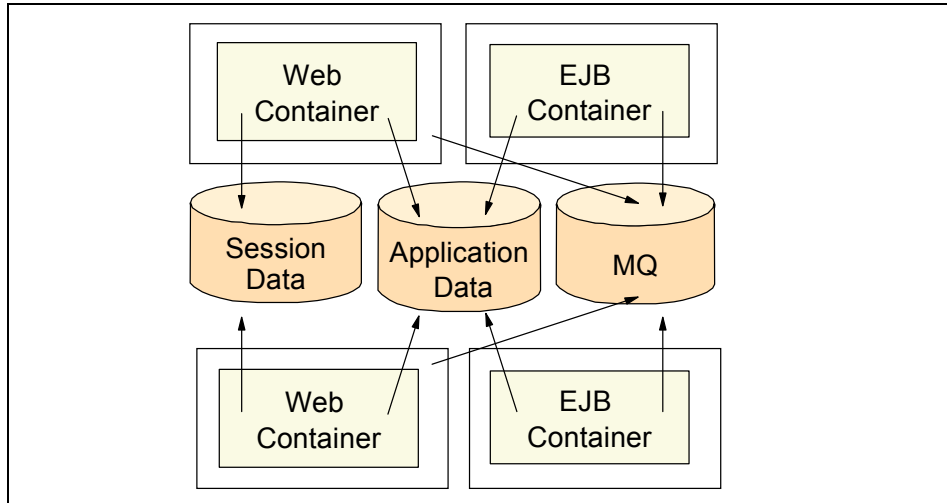 Web
Container
EJB
Container
Session
Data
Application
Data
MQ
Web
Container
EJB
Container